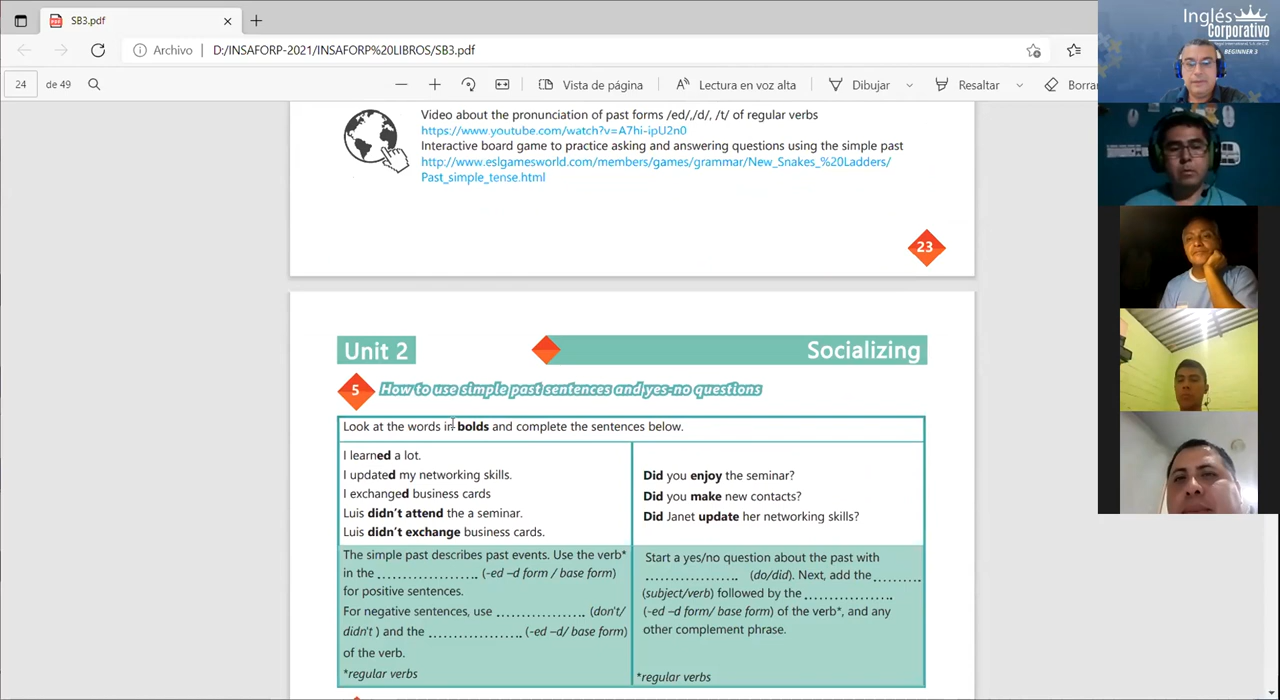 SB3.pdf
Archivo
D:/INSAFORP-2021/INSAFORP%20LIBROS/SB3.pdf
24
de 49
Vista de página
Lectura en voz alta
Dibujar
Resaltar
Borrar
Inglés
Corporativo
BEGINNER 3
Video about the pronunciation of past forms /ed/,/d/, /t/ of regular verbs
https://www.youtube.com/watch?v=A7hi-ipU2n0
Interactive board game to practice asking and answering questions using the simple past
http://www.eslgamesworld.com/members/games/grammar/New_Snakes_%20Ladders/
Past_simple_tense.html
23
Unit 2
Socializing
5
How to use simple past sentences and yes-no questions
Look at the words in bolds and complete the sentences below.
I learned a lot.
I updated my networking skills.
I exchanged business cards
Luis didn't attend the a seminar.
Luis didn't exchange business cards.
Did you enjoy the seminar?
Did you make new contacts?
Did Janet update her networking skills?
The simple past describes past events. Use the verb*
in the ................... (-ed –d form / base form)
for positive sentences.
For negative sentences, use ................. (don't/
didn't ) and the .................. (-ed –d/ base form)
of the verb.
*regular verbs
Start a yes/no question about the past with
.................. (do/did). Next, add the .........
(subject/verb) followed by the .................
(-ed –d form/ base form) of the verb*, and any
other complement phrase.
*regular verbs